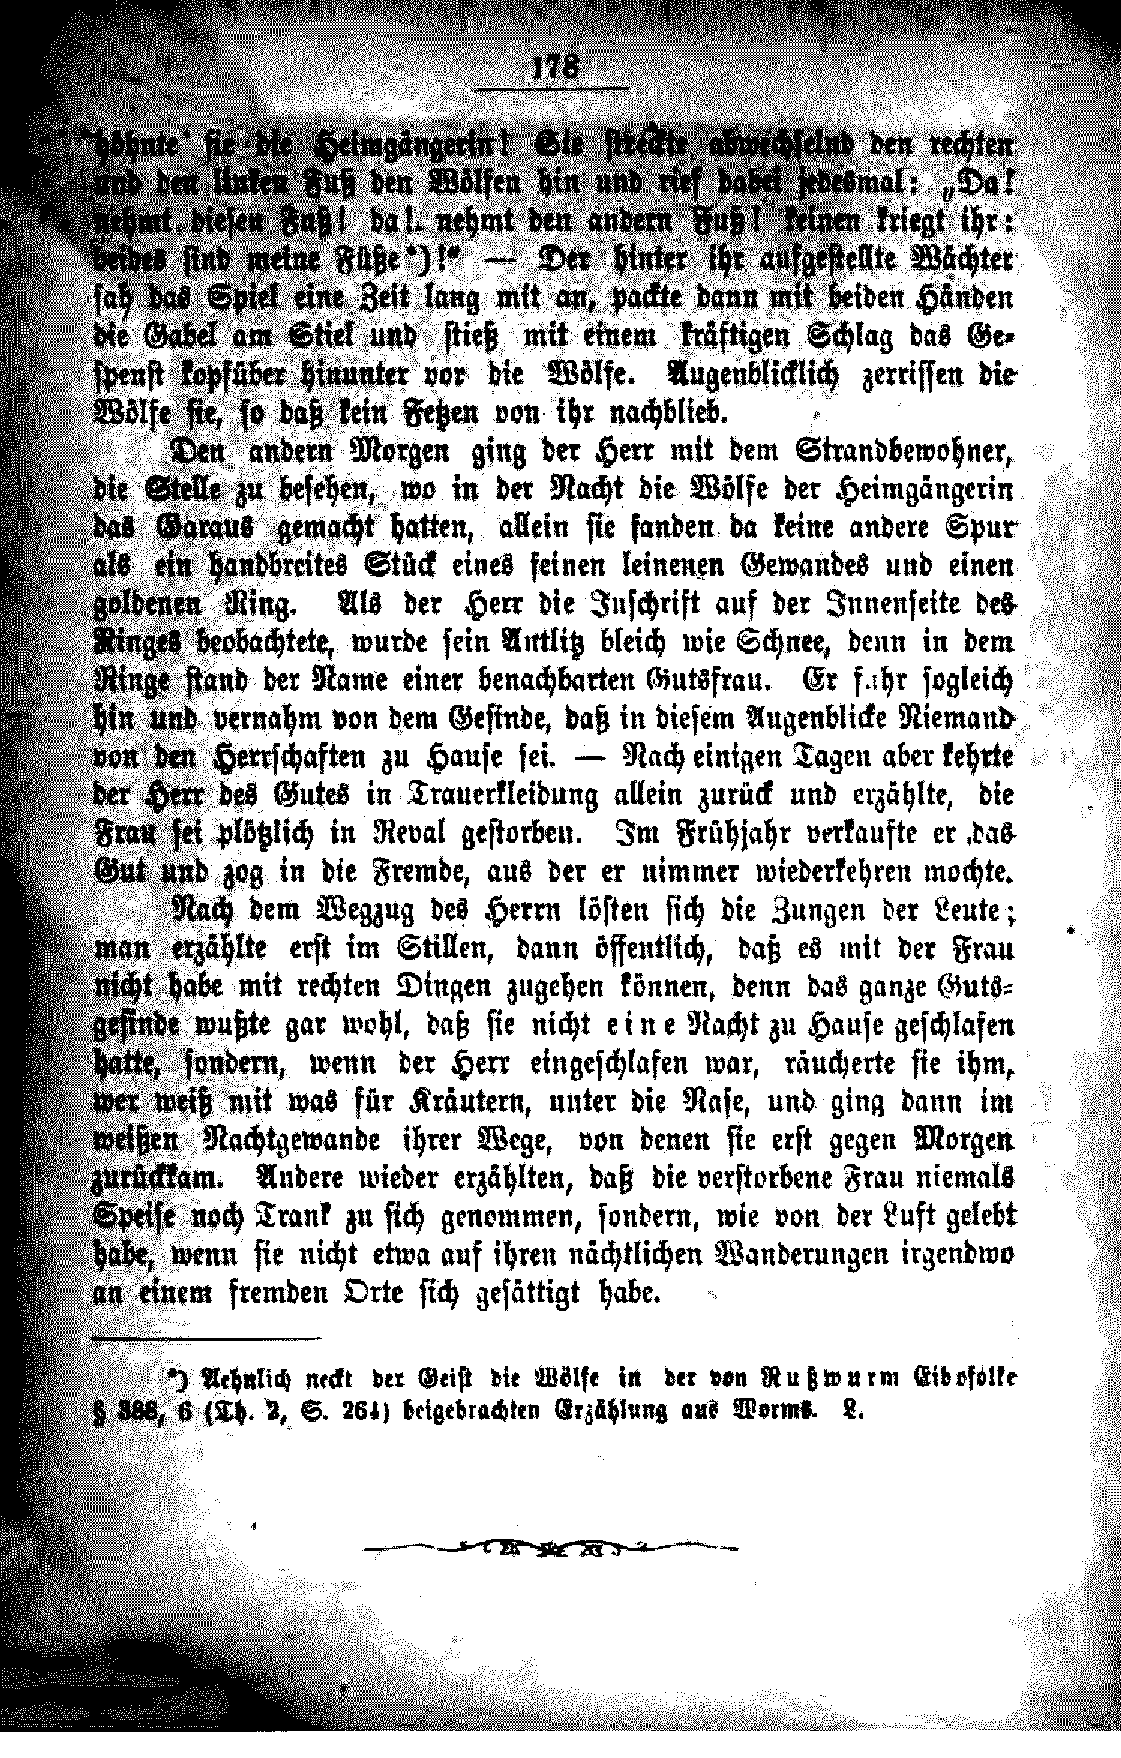 178
höhnte sie die Heimgängerin! Sie streckte abwechselnd den rechten
und den linken Fuß den Wölfen hin und rief dabei jedesmal: „Da!
nehmt diesen Fuß! da! nehmt den andern Fuß! keinen kriegt ihr:
beides sind meine Füße*)!“ — Der hinter ihr aufgestellte Wächter
sah das Spiel eine Zeit lang mit an, packte dann mit beiden Händen
die Gabel am Stiel und stieß mit einem kräftigen Schlag das Ge-
spenst kopfüber hinunter vor die Wölfe. Augenblicklich zerrissen die
Wölfe sie, so daß kein Fetzen von ihr nachblieb.
Den andern Morgen ging der Herr mit dem Strandbewohner,
die Stelle zu besehen, wo in der Nacht die Wölfe der Heimgängerin
das Garaus gemacht hatten, allein sie fanden da keine andere Spur
als ein handbreites Stück eines feinen leinenen Gewandes und einen
goldenen Ring. Als der Herr die Inschrift auf der Innenseite des
Ringes beobachtete, wurde sein Antlitz bleich wie Schnee, denn in dem
Ringe stand der Name einer benachbarten Gutsfrau. Er fuhr sogleich
hin und vernahm von dem Gesinde, daß in diesem Augenblicke Niemand
von den Herrschaften zu Hause sei. — Nach einigen Tagen aber kehrte
der Herr des Gutes in Trauerkleidung allein zurück und erzählte, die
Frau sei plötzlich in Reval gestorben. Im Frühjahr verkaufte er das
Gut und zog in die Fremde, aus der er nimmer wiederkehren mochte.
Nach dem Wegzug des Herrn lösten sich die Zungen der Leute;
man erzählte erst im Stillen, dann öffentlich, daß es mit der Frau
nicht habe mit rechten Dingen zugehen können, denn das ganze Guts-
gesinde wußte gar wohl, daß sie nicht eine Nacht zu Hause geschlafen
hatte, sondern, wenn der Herr eingeschlafen war, räucherte sie ihm,
wer weiß mit was für Kräutern, unter die Nase, und ging dann im
weißen Nachtgewande ihrer Wege, von denen sie erst gegen Morgen
zurückkam. Andere wieder erzählten, daß die verstorbene Frau niemals
Speise noch Trank zu sich genommen, sondern, wie von der Luft gelebt
habe, wenn sie nicht etwa auf ihren nächtlichen Wanderungen irgendwo
an einem fremden Orte sich gesättigt habe.
*) Aehnlich neckt der Geist die Wölfe in der von Rußwurm Eibofolke
§ 388, 6 (Th. 2, S. 264) beigebrachten Erzählung aus Worms. L.